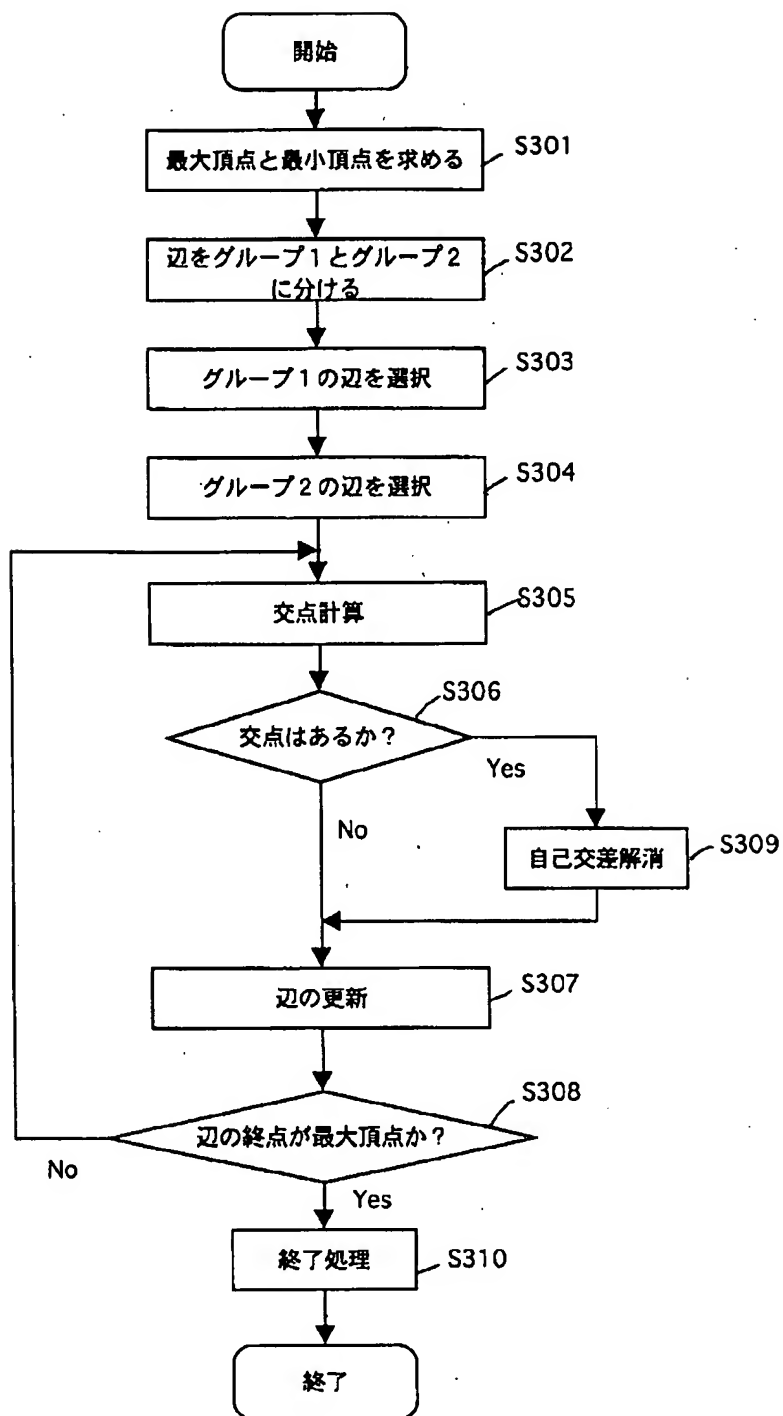 開始
最大頂点と最小頂点を求める
S301
辺をグループ1とグループ2
に分ける
S302
グループ1の辺を選択
S303
グループ2の辺を選択
S304
交点計算
S305
交点はあるか?
S306
Yes
No
自己交差解消
S309
辺の更新
S307
辺の終点が最大頂点か?
S308
No
Yes
終了処理
S310
終了